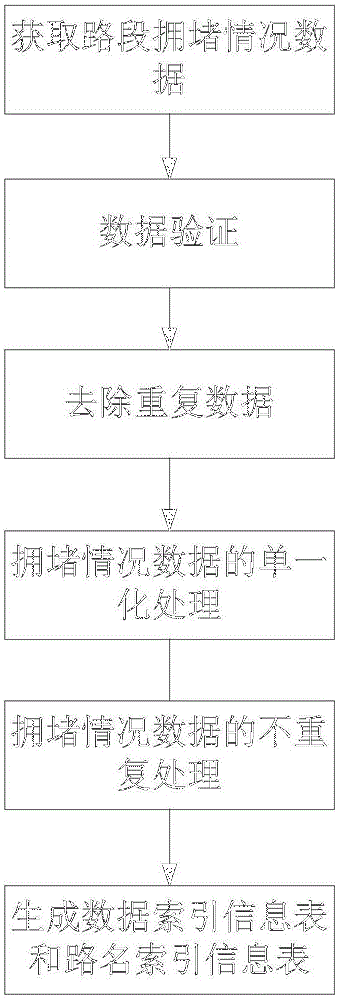 获取路段拥堵情况数
据
数据验证
去除重复数据
拥堵情况数据的单一
化处理
拥堵情况数据的不重
复处理
生成数据索引信息表
和路名索引信息表